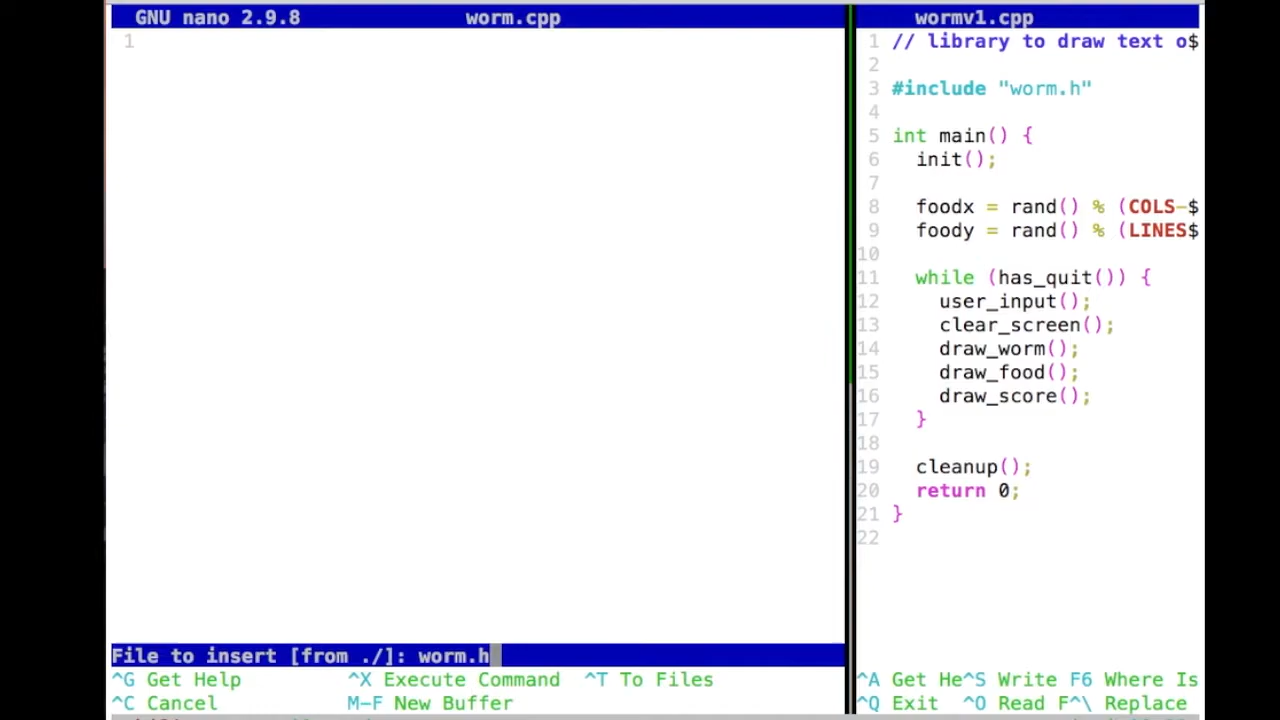 GNU nano 2.9.8 worm.cpp
1
File to insert [from ./]: worm.h
^G Get Help ^X Execute Command ^T To Files
^C Cancel M-F New Buffer
wormv1.cpp
1 // library to draw text o$
2
3 #include "worm.h"
4
5 int main() {
6 init();
7
8 foodx = rand() % (COLS-$
9 foody = rand() % (LINES$
10
11 while (has_quit()) {
12 user_input();
13 clear_screen();
14 draw_worm();
15 draw_food();
16 draw_score();
17 }
18
19 cleanup();
20 return 0;
21 }
22
^A Get He^S Write F6 Where Is
^Q Exit ^O Read F^\ Replace